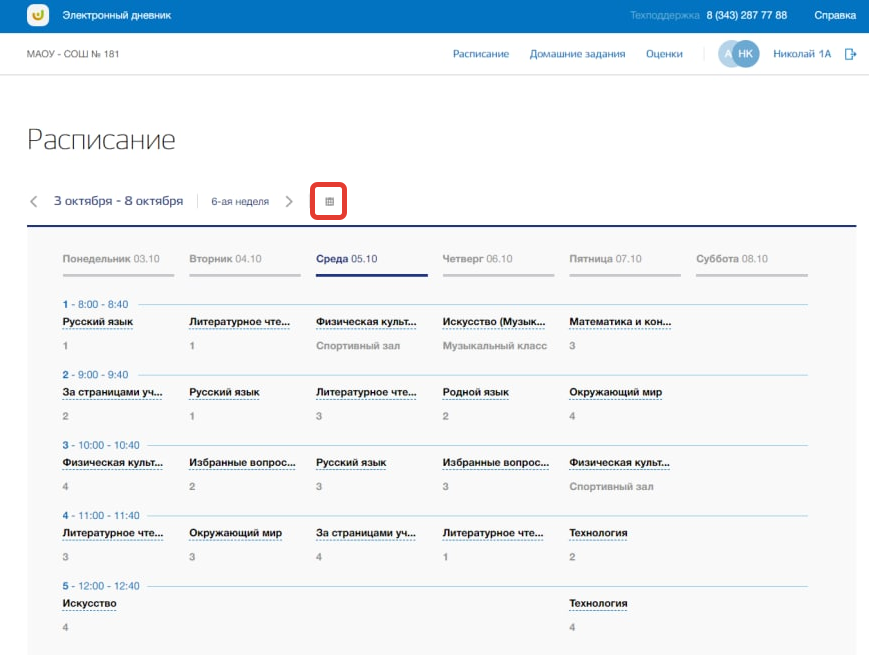 Электронный дневник Техподдержка 8 (343) 287 77 88 Справка
МАОУ - СОШ № 181 Расписание Домашние задания Оценки А НК Николай 1А
Расписание
3 октября - 8 октября 6-ая неделя
Понедельник 03.10 Вторник 04.10 Среда 05.10 Четверг 06.10 Пятница 07.10 Суббота 08.10
1 - 8:00 - 8:40
Русский язык Литературное чте... Физическая культ... Искусство (Музык... Математика и кон...
1 1 Спортивный зал Музыкальный класс 3
2 - 9:00 - 9:40
За страницами уч... Русский язык Литературное чте... Родной язык Окружающий мир
2 1 3 2 4
3 - 10:00 - 10:40
Физическая культ... Избранные вопрос... Русский язык Избранные вопрос... Физическая культ...
4 2 3 3 Спортивный зал
4 - 11:00 - 11:40
Литературное чте... Окружающий мир За страницами уч... Литературное чте... Технология
3 3 4 1 2
5 - 12:00 - 12:40
Искусство Технология
4 4